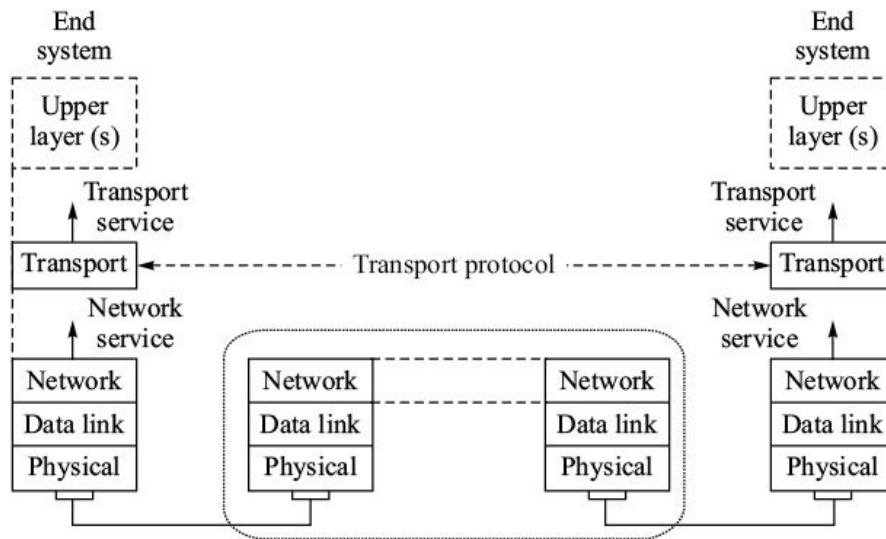 End
system
End
system
Upper
layer (s)
Upper
layer (s)
Transport
service
Transport
service
Transport
Transport protocol
Transport
Network
service
Network
service
Network
Network
Network
Network
Data link
Data link
Data link
Data link
Physical
Physical
Physical
Physical